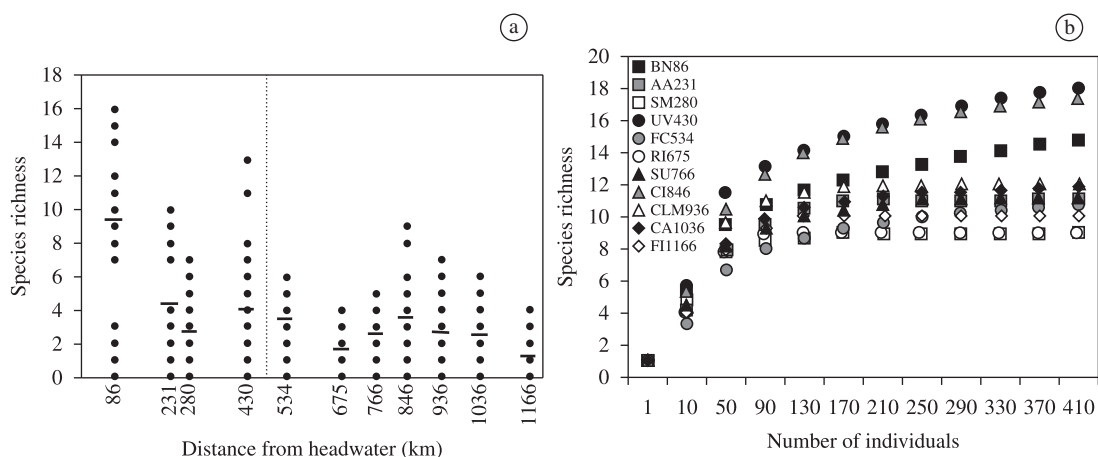 a
Species richness
18
16
14
12
10
8
6
4
2
0
86
231
280
430
534
675
766
846
936
1036
1166
Distance from headwater (km)
b
Species richness
20
18
16
14
12
10
8
6
4
2
0
BN86
AA231
SM280
UV430
FC534
RI675
SU766
CI846
CLM936
CA1036
FI1166
1 10 50 90 130 170 210 250 290 330 370 410
Number of individuals